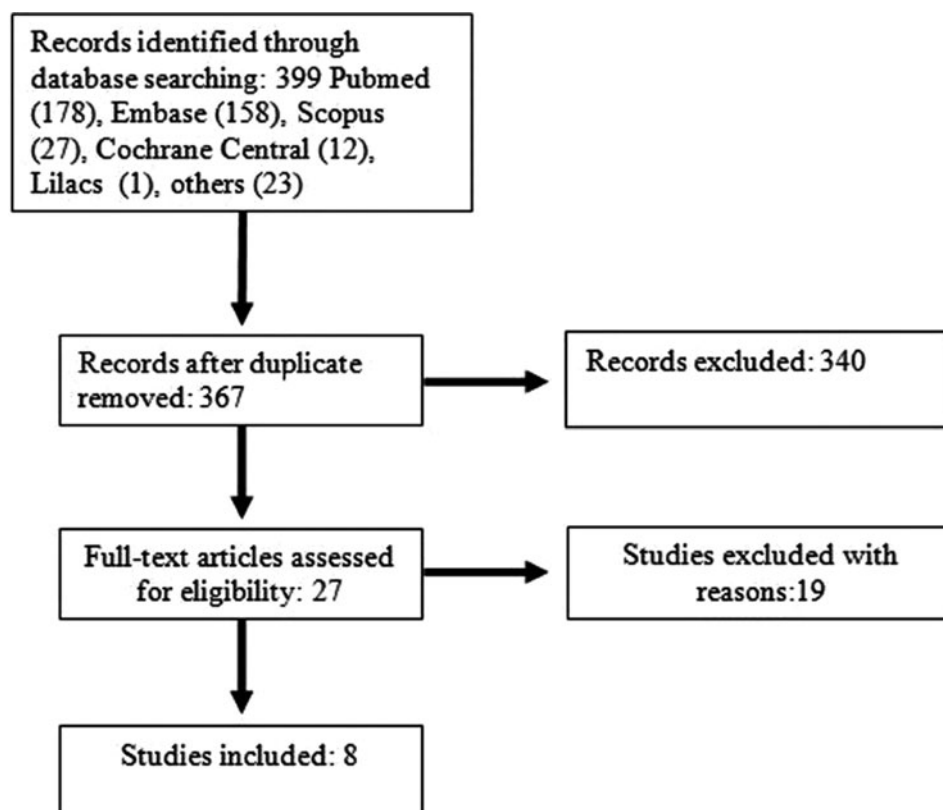 Records identified through
database searching: 399 Pubmed
(178), Embase (158), Scopus
(27), Cochrane Central (12),
Lilacs (1), others (23)
Records after duplicate
removed: 367
Records excluded: 340
Full-text articles assessed
for eligibility: 27
Studies excluded with
reasons:19
Studies included: 8